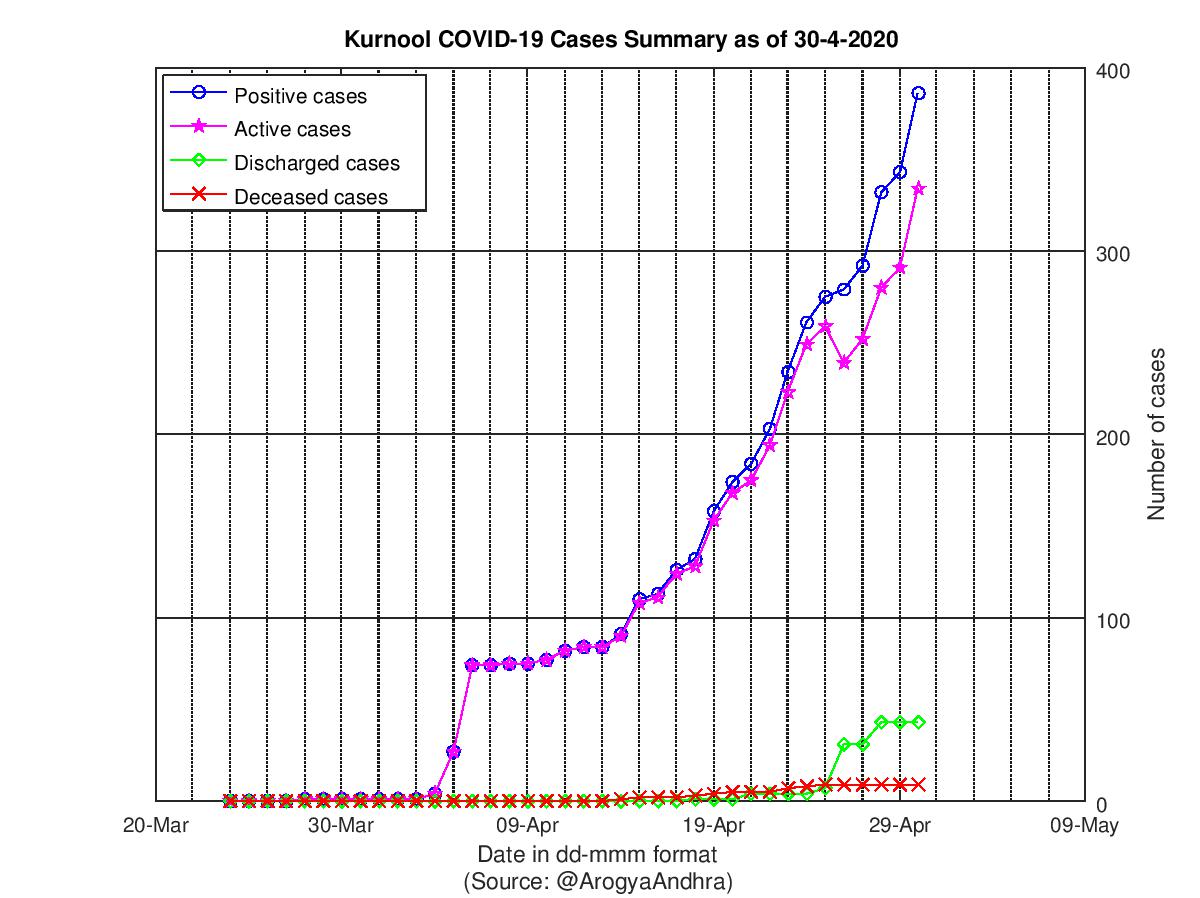 Kurnool COVID-19 Cases Summary as of 30-4-2020
Positive cases
Active cases
Discharged cases
Deceased cases
400
300
200
100
0
Number of cases
20-Mar 30-Mar 09-Apr 19-Apr 29-Apr 09-May
Date in dd-mmm format
(Source: @ArogyaAndhra)